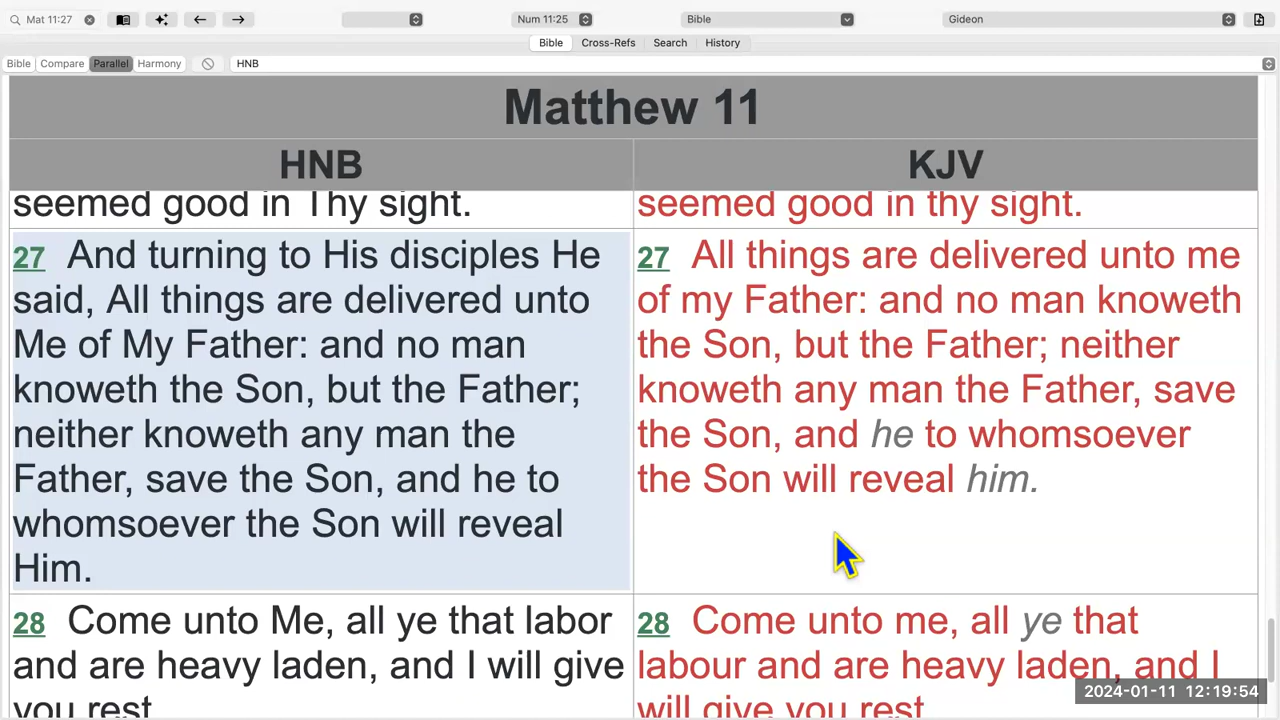 Mat 11:27
Num 11:25
Bible
Gideon
Bible Cross-Refs Search History
Bible Compare Parallel Harmony
HNB
Matthew 11
HNB
KJV
seemed good in Thy sight.
27 And turning to His disciples He
said, All things are delivered unto
Me of My Father: and no man
knoweth the Son, but the Father;
neither knoweth any man the
Father, save the Son, and he to
whomsoever the Son will reveal
Him.
28 Come unto Me, all ye that labor
and are heavy laden, and I will give
you rest
seemed good in thy sight.
27 All things are delivered unto me
of my Father: and no man knoweth
the Son, but the Father; neither
knoweth any man the Father, save
the Son, and he to whomsoever
the Son will reveal him.
28 Come unto me, all ye that
labour and are heavy laden, and I
will give you rest
2024-01-11 12:19:54